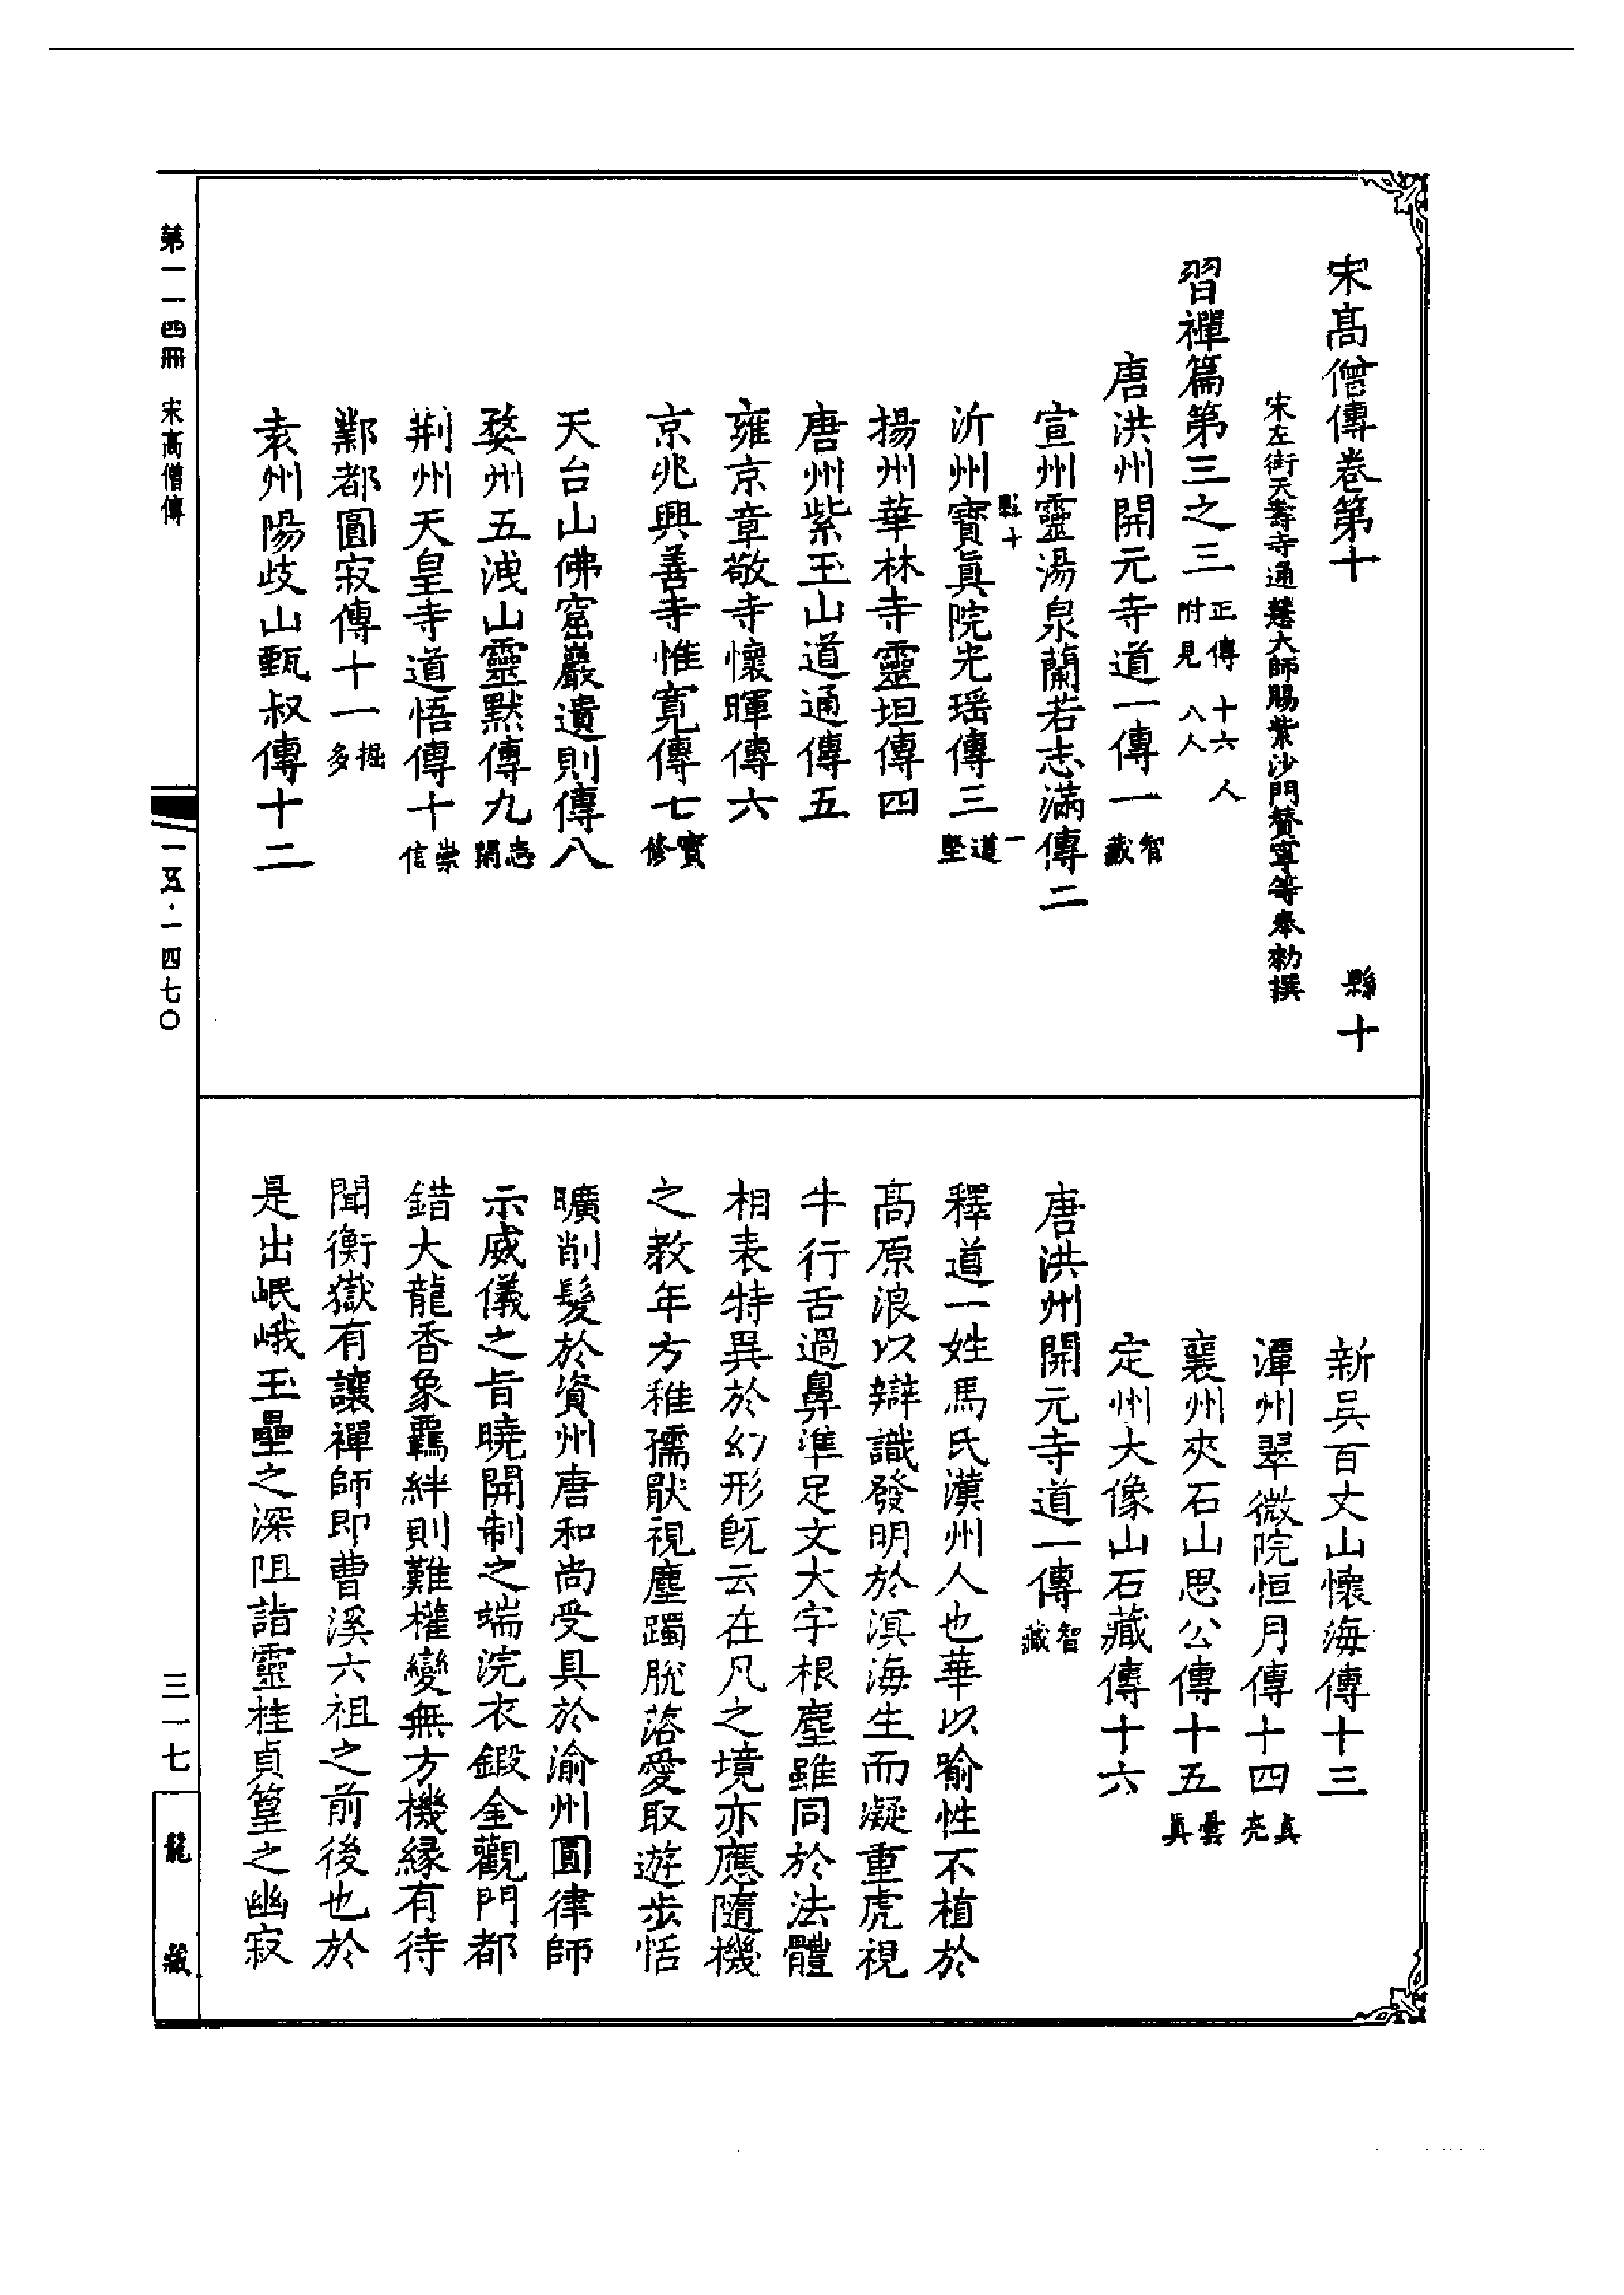 宋高僧傳卷第十　縣十
宋左街天壽寺通慧大師賜紫沙門贊寧等奉勑撰
習禪篇第三之三正傳十六人附見八人
唐洪州開元寺道一傳一智藏
宣州靈湯泉蘭若志滿傳二
縣十　一
沂州寶眞院光瑤傳三道堅
揚州華林寺靈坦傳四
唐州紫玉山道通傳五
雍京章敬寺懷暉傳六
京兆興善寺惟寬傳七寶修
天台山佛窟巖遺則傳八
婺州五洩山靈默傳九志閑
荆州天皇寺道悟傳十崇信
鄴都圓寂傳十一掘多
袁州陽歧山甄叔傳十二
新吳百丈山懷海傳十三
潭州翠微院恒月傳十四真亮
襄州夾石山思公傳十五曇真
定州大像山石藏傳十六
唐洪州開元寺道一傳智藏
釋道一姓馬氏漢州人也華以喻性不植於
高原浪以辯識發明於溟海生而凝重虎視
牛行舌過鼻準足文大字根塵雖同於法體
相表特異於幻形旣云在凡之境亦應隨機
之教年方稚孺猒視塵躅脫落愛取遊步恬
曠削髮於資州唐和尚受具於渝州圓律師
示威儀之旨曉開制之端浣衣鍛金觀門都
錯大龍香象羈絆則難權變無方機緣有待
聞衡嶽有讓禪師即曹溪六祖之前後也於
是出岷峨玉壘之深阻詣靈桂貞篁之幽寂
第一一四冊　宋高僧傳
一五·一四七〇
三一七
龍藏